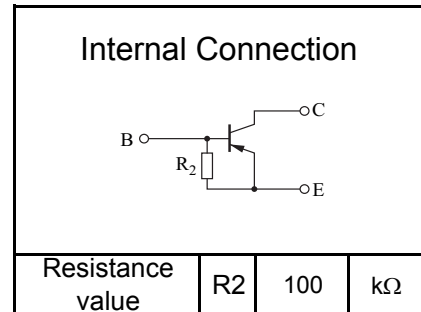 Internal Connection
C
B
R2
E
Resistance value R2 100 kΩ